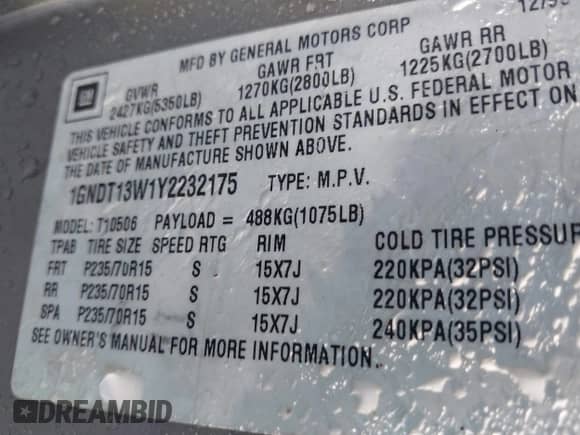 12/99
MFD BY GENERAL MOTORS CORP
GM
GVWR GAWR FRT GAWR RR
2427KG(5350LB) 1270KG(2800LB) 1225KG(2700LB)
THIS VEHICLE CONFORMS TO ALL APPLICABLE U.S. FEDERAL MOTOR
VEHICLE SAFETY AND THEFT PREVENTION STANDARDS IN EFFECT ON
THE DATE OF MANUFACTURE SHOWN ABOVE.
1GNDT13W1Y2232175 TYPE: M.P.V.
MODEL: T10506 PAYLOAD = 488KG(1075LB)
TPAB TIRE SIZE SPEED RTG RIM COLD TIRE PRESSUR
FRT P235/70R15 S 15X7J 220KPA(32PSI)
RR P235/70R15 S 15X7J 220KPA(32PSI)
SPA P235/70R15 S 15X7J 240KPA(35PSI)
SEE OWNER'S MANUAL FOR MORE INFORMATION.
DREAMBID